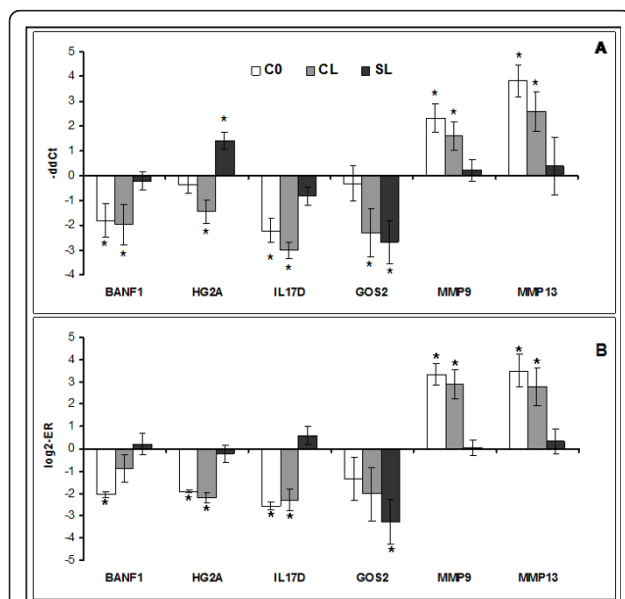 A
C0 CL SL
5
4
3
2
1
0
-1
-2
-3
-4
-ddCt
* * * * * * * * * * * *
BANF1 HG2A IL17D GOS2 MMP9 MMP13
B
5
4
3
2
1
0
-1
-2
-3
-4
-5
log2-ER
* * * * * * * * * *
BANF1 HG2A IL17D GOS2 MMP9 MMP13